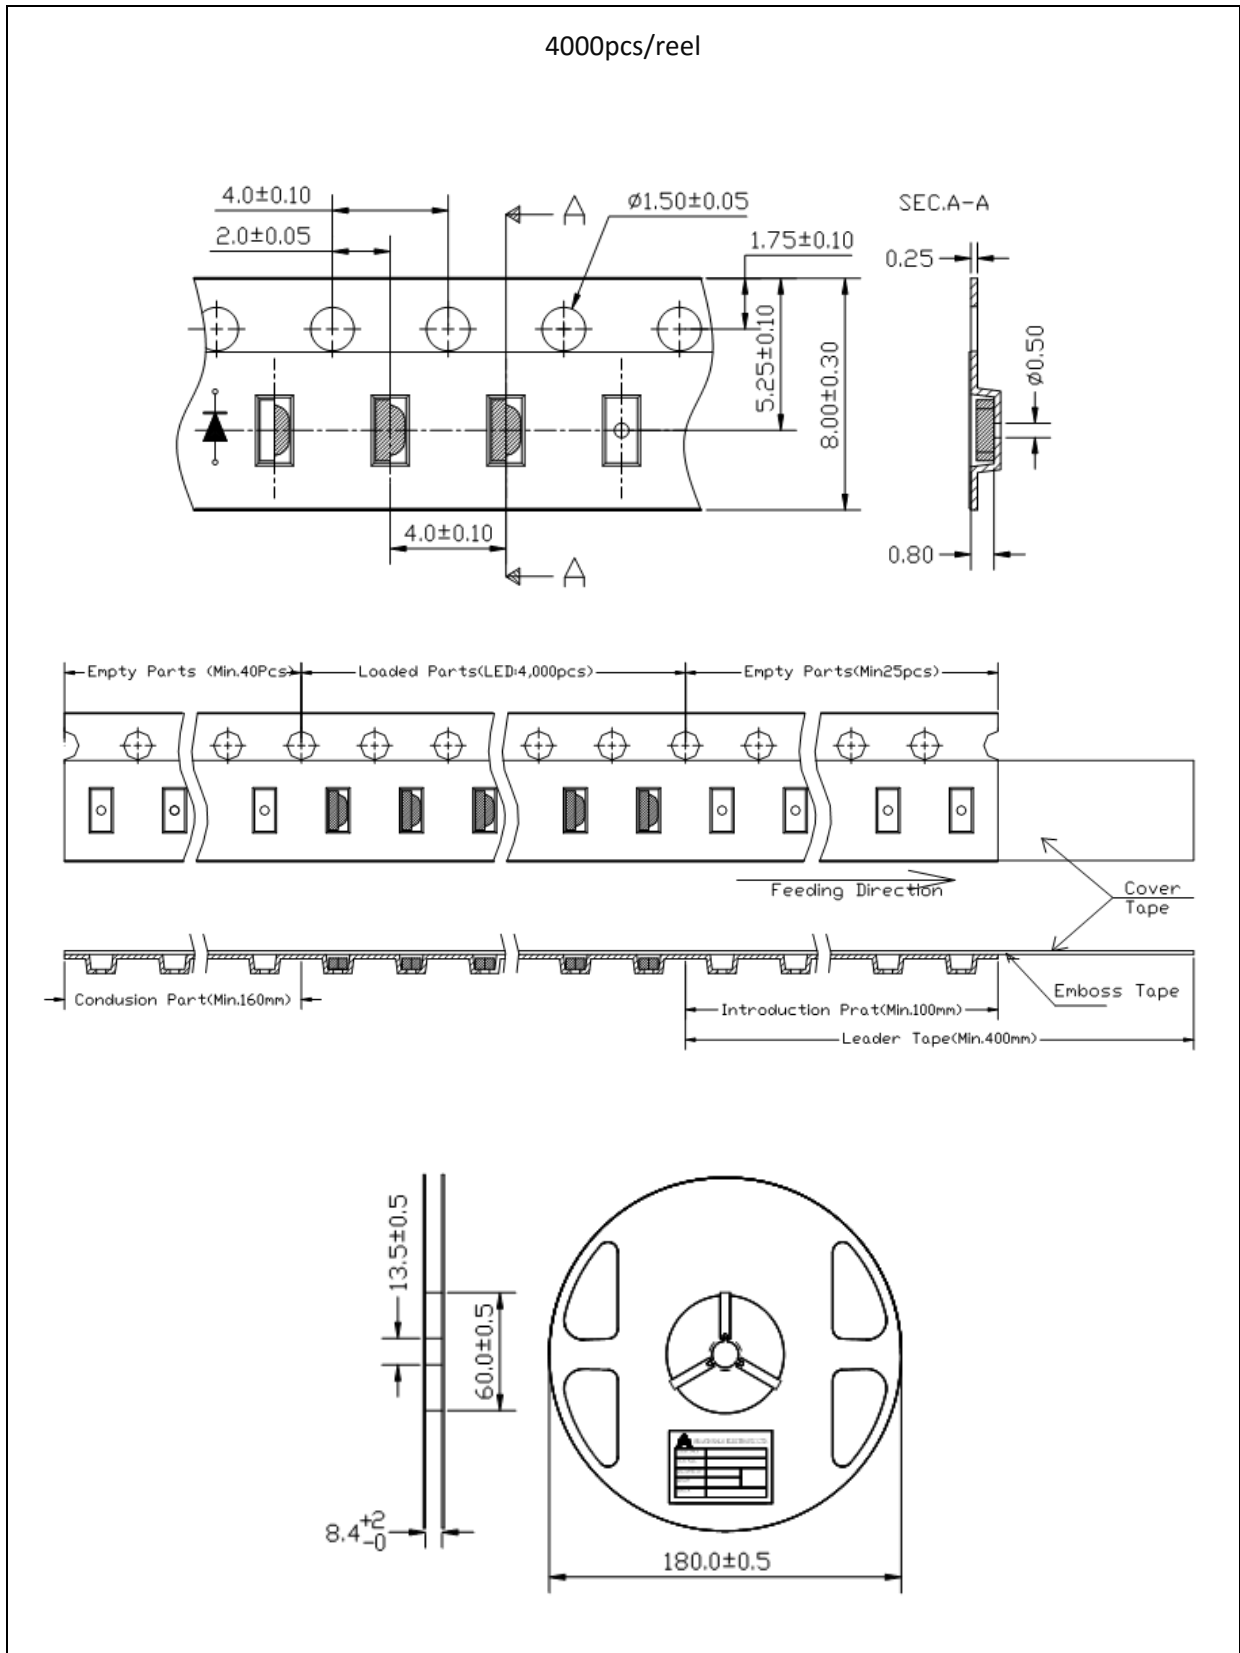 4000pcs/reel
4.0±0.10
2.0±0.05
A
ø1.50±0.05
1.75±0.10
SEC.A-A
0.25
5.25±0.10
8.00±0.30
ø0.50
4.0±0.10
A
0.80
Empty Parts (Min.40Pcs)
Loaded Parts(LED:4,000pcs)
Empty Parts(Min25pcs)
Feeding Direction
Cover
Tape
Condusion Part(Min.160mm)
Emboss Tape
Introduction Prat(Min.100mm)
Leader Tape(Min.400mm)
13.5±0.5
60.0±0.5
8.4+2
-0
180.0±0.5